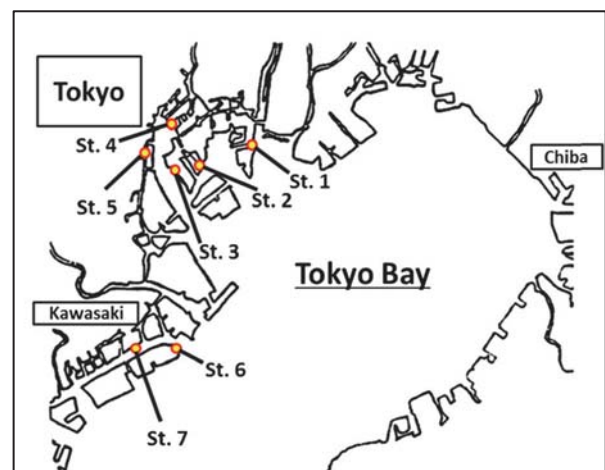 Tokyo
St. 4
St. 1
Chiba
St. 2
St. 5
St. 3
Tokyo Bay
Kawasaki
St. 6
St. 7